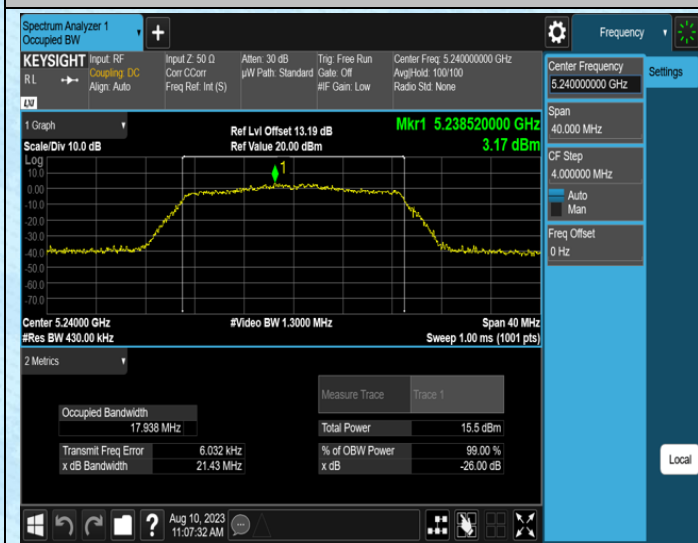 Spectrum Analyzer 1
Occupied BW
+
Frequency
KEYSIGHT
R L
LXI
Input: RF
Coupling: DC
Align: Auto
Input Z: 50 Ω
Corr CCorr
Freq Ref: Int (S)
Atten: 30 dB
µW Path: Standard
Trig: Free Run
Gate: Off
#IF Gain: Low
Center Freq: 5.240000000 GHz
Avg|Hold: 100/100
Radio Std: None
Center Frequency
5.240000000 GHz
Settings
Span
40.000 MHz
CF Step
4.000000 MHz
Auto
Man
Freq Offset
0 Hz
Local
1 Graph
Scale/Div 10.0 dB
Ref Lvl Offset 13.19 dB
Ref Value 20.00 dBm
Mkr1 5.238520000 GHz
3.17 dBm
Log
10.0
0.00
-10.0
-20.0
-30.0
-40.0
-50.0
-60.0
-70.0
1
Center 5.24000 GHz
#Res BW 430.00 kHz
#Video BW 1.3000 MHz
Span 40 MHz
Sweep 1.00 ms (1001 pts)
2 Metrics
Measure Trace Trace 1
Occupied Bandwidth
17.938 MHz
Total Power 15.5 dBm
Transmit Freq Error 6.032 kHz
% of OBW Power 99.00 %
x dB Bandwidth 21.43 MHz
x dB -26.00 dB
?
Aug 10, 2023
11:07:32 AM